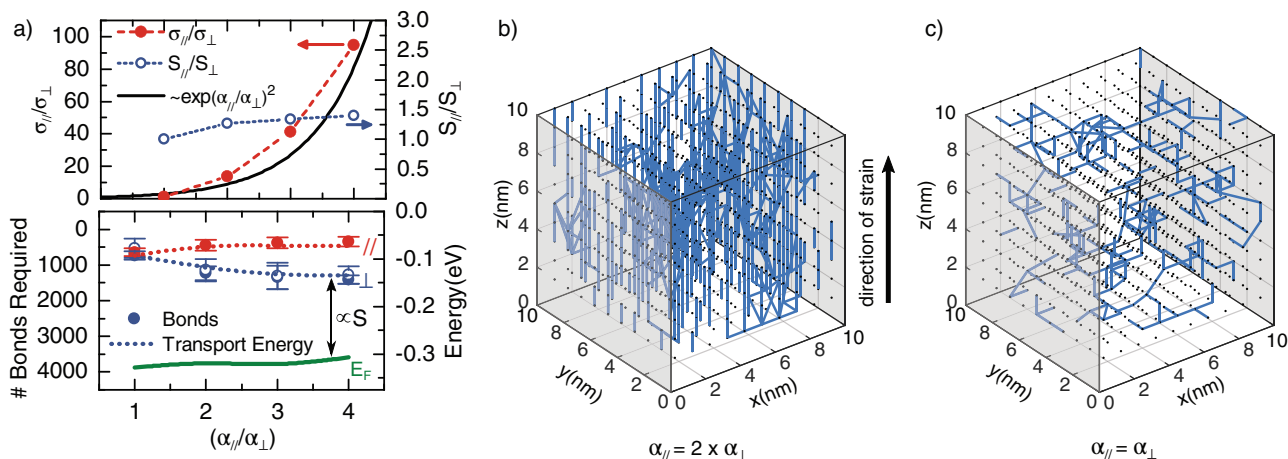 a)
σ///σ⊥
S///S⊥
~exp(α///α⊥)²
100
80
60
40
20
0
σ///σ⊥
3.0
2.5
2.0
1.5
1.0
0.5
0.0
S///S⊥
0
1000
2000
3000
4000
# Bonds Required
//
⊥
∝S
Bonds
Transport Energy
E_F
0.0
-0.1
-0.2
-0.3
Energy(eV)
1 2 3 4
(α///α⊥)
b)
10
8
6
4
2
0
z(nm)
10
8
6
4
2
0
y(nm)
0
2
4
6
8
10
x(nm)
α// = 2 x α⊥
direction of strain
c)
10
8
6
4
2
0
z(nm)
10
8
6
4
2
0
y(nm)
0
2
4
6
8
10
x(nm)
α// = α⊥